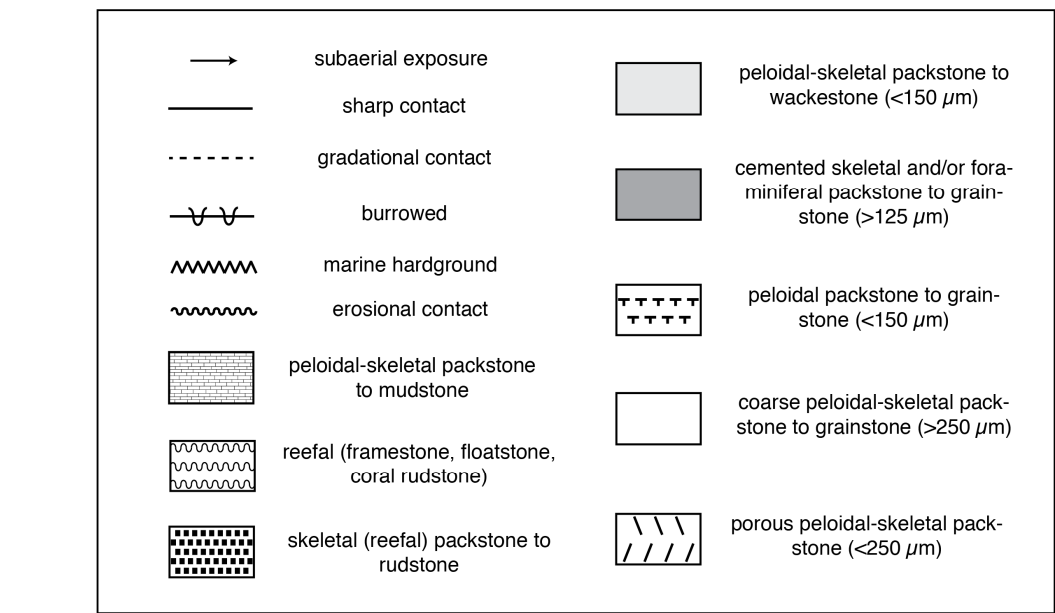 subaerial exposure
sharp contact
gradational contact
burrowed
marine hardground
erosional contact
peloidal-skeletal packstone
to mudstone
reefal (framestone, floatstone,
coral rudstone)
skeletal (reefal) packstone to
rudstone
peloidal-skeletal packstone to
wackestone (<150 µm)
cemented skeletal and/or fora-
miniferal packstone to grain-
stone (>125 µm)
peloidal packstone to grain-
stone (<150 µm)
coarse peloidal-skeletal pack-
stone to grainstone (>250 µm)
porous peloidal-skeletal pack-
stone (<250 µm)